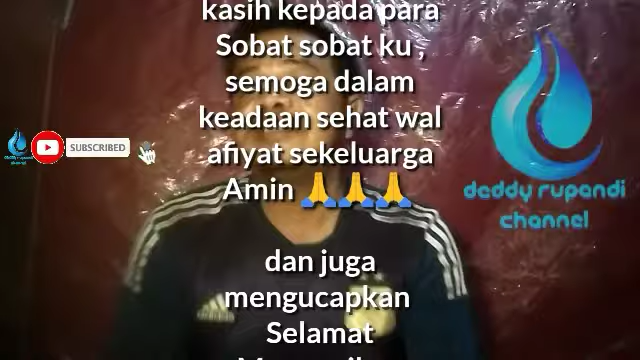 kasih kepada para
Sobat sobat ku ,
semoga dalam
keadaan sehat wal
afiyat sekeluarga
Amin 🙏🙏🙏
dan juga
mengucapkan
Selamat
SUBSCRIBED
deddy rupandi
channel